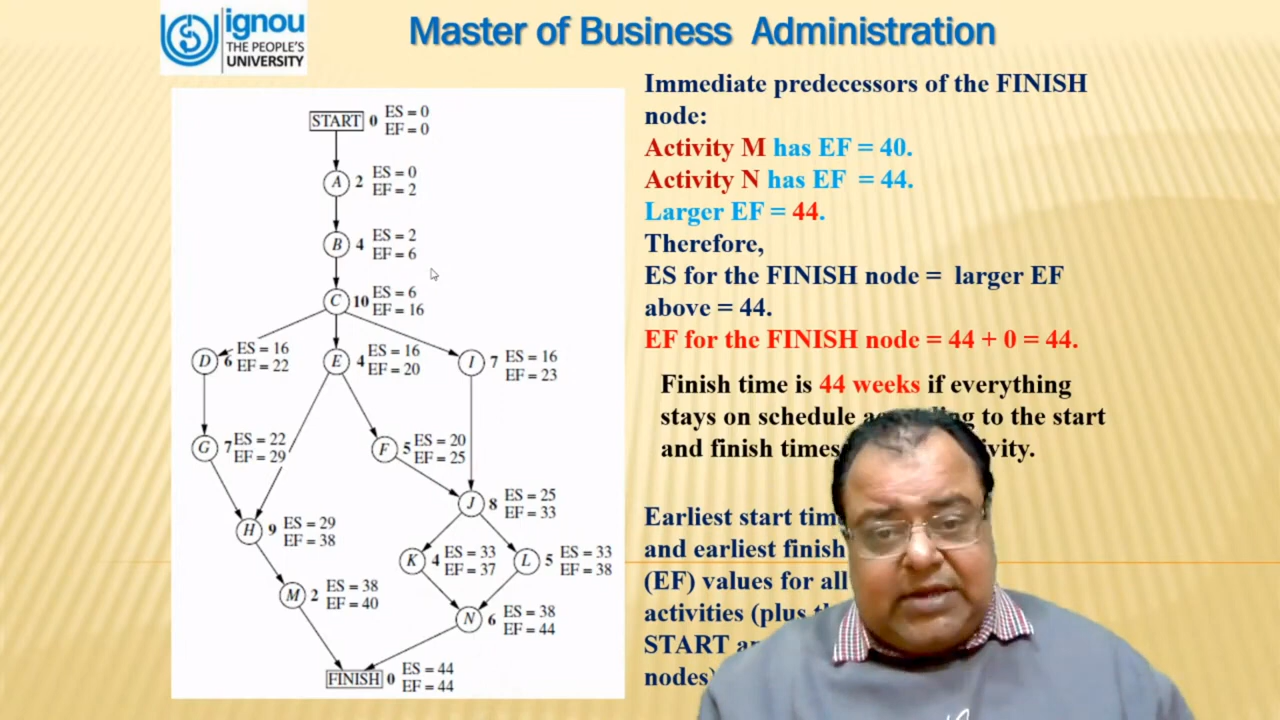 ignou
THE PEOPLE'S
UNIVERSITY
Master of Business Administration
START 0 ES = 0
EF = 0
A 2 ES = 0
EF = 2
B 4 ES = 2
EF = 6
C 10 ES = 6
EF = 16
D 6 ES = 16
EF = 22
E 4 ES = 16
EF = 20
I 7 ES = 16
EF = 23
G 7 ES = 22
EF = 29
F 5 ES = 20
EF = 25
J 8 ES = 25
EF = 33
H 9 ES = 29
EF = 38
K 4 ES = 33
EF = 37
L 5 ES = 33
EF = 38
M 2 ES = 38
EF = 40
N 6 ES = 38
EF = 44
FINISH 0 ES = 44
EF = 44
Immediate predecessors of the FINISH
node:
Activity M has EF = 40.
Activity N has EF = 44.
Larger EF = 44.
Therefore,
ES for the FINISH node = larger EF
above = 44.
EF for the FINISH node = 44 + 0 = 44.
Finish time is 44 weeks if everything
stays on schedule to the start
and finish times
Earliest start
and earliest finish
(EF) values for all
activities (plus
START
nodes)